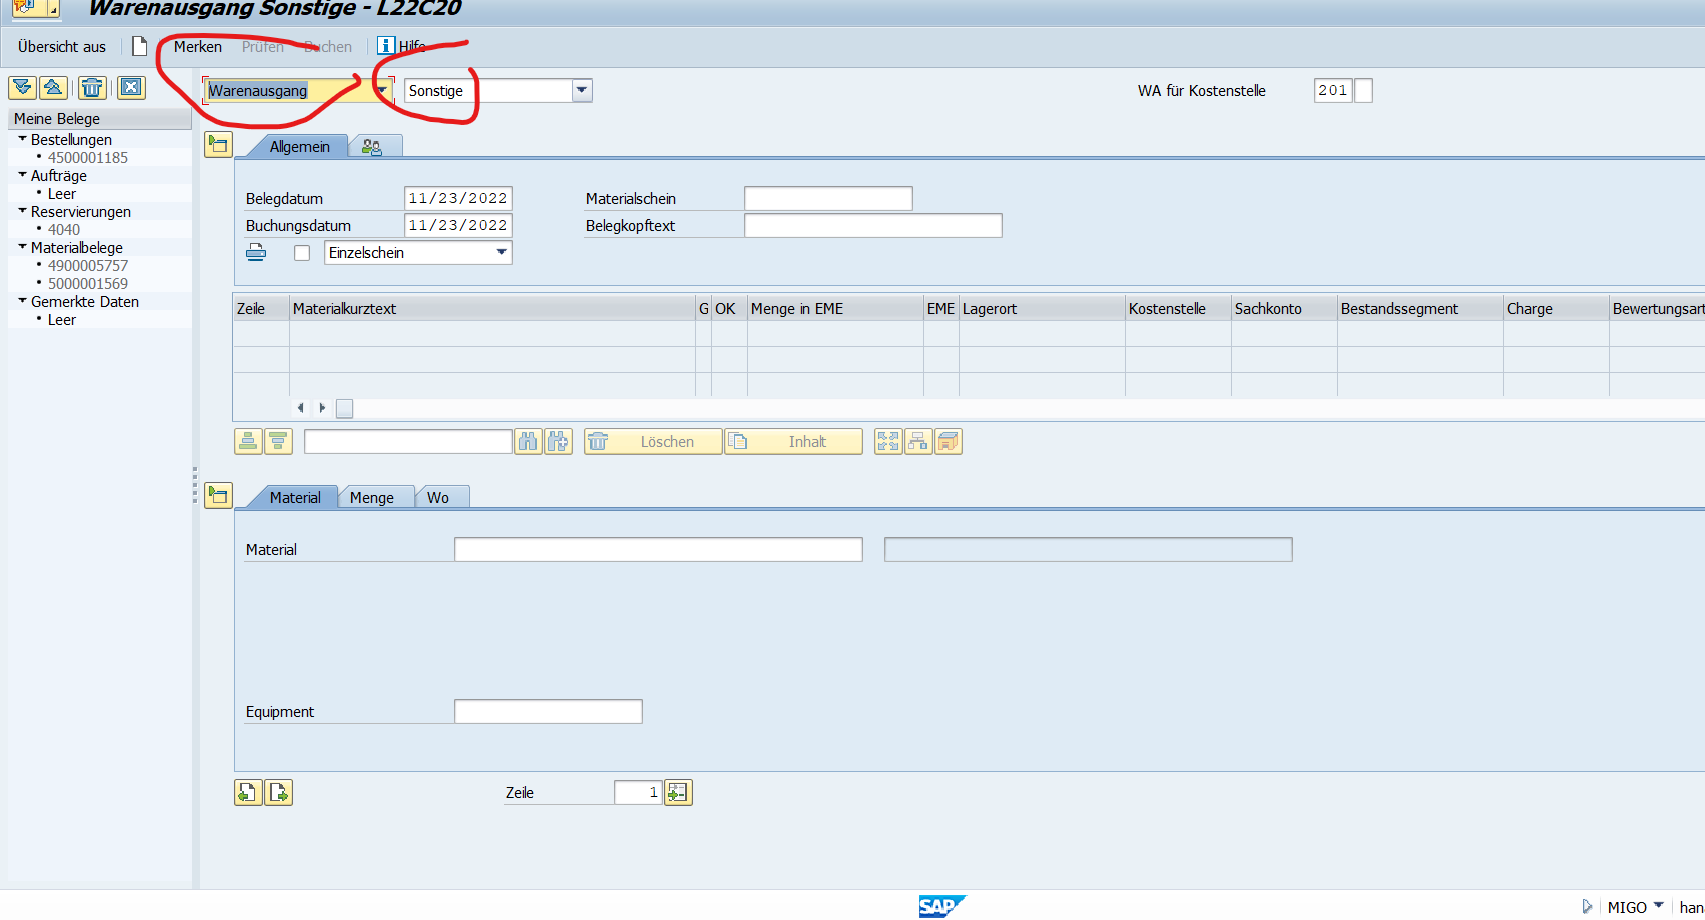 Warenausgang Sonstige - L22C20
Übersicht aus Merken Prüfen Buchen Hilfe
Warenausgang Sonstige WA für Kostenstelle 201
Meine Belege
Bestellungen
4500001185
Aufträge
Leer
Reservierungen
4040
Materialbelege
4900005757
5000001569
Gemerkte Daten
Leer
Allgemein
Belegdatum 11/23/2022 Materialschein
Buchungsdatum 11/23/2022 Belegkopftext
Einzelschein
Zeile Materialkurztext G OK Menge in EME EME Lagerort Kostenstelle Sachkonto Bestandssegment Charge Bewertungsart
Löschen Inhalt
Material Menge Wo
Material
Equipment
Zeile 1
SAP MIGO han